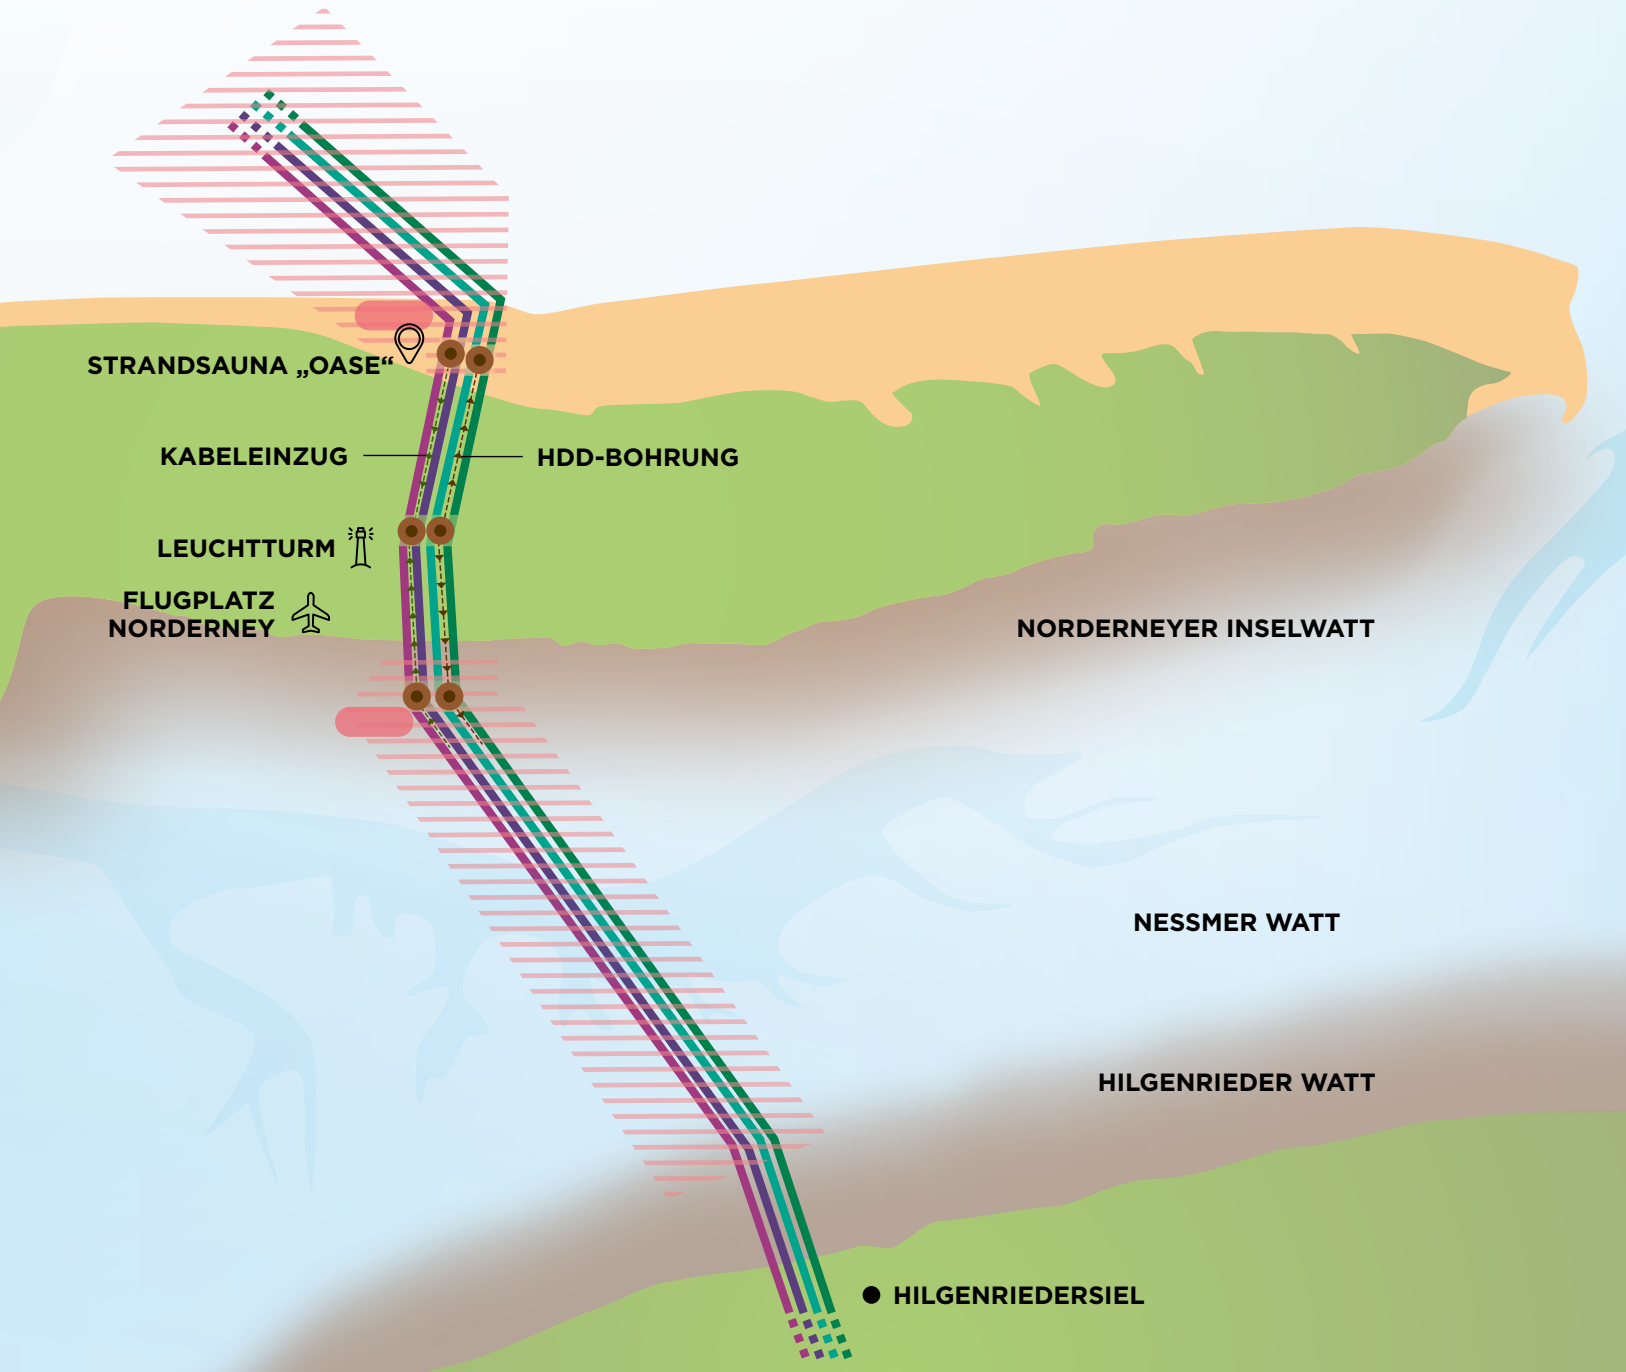 STRANDSAUNA „OASE“
KABELEINZUG
HDD-BOHRUNG
LEUCHTTURM
FLUGPLATZ
NORDERNEY
NORDERNEYER INSELWATT
NESSMER WATT
HILGENRIEDER WATT
HILGENRIEDERSIEL